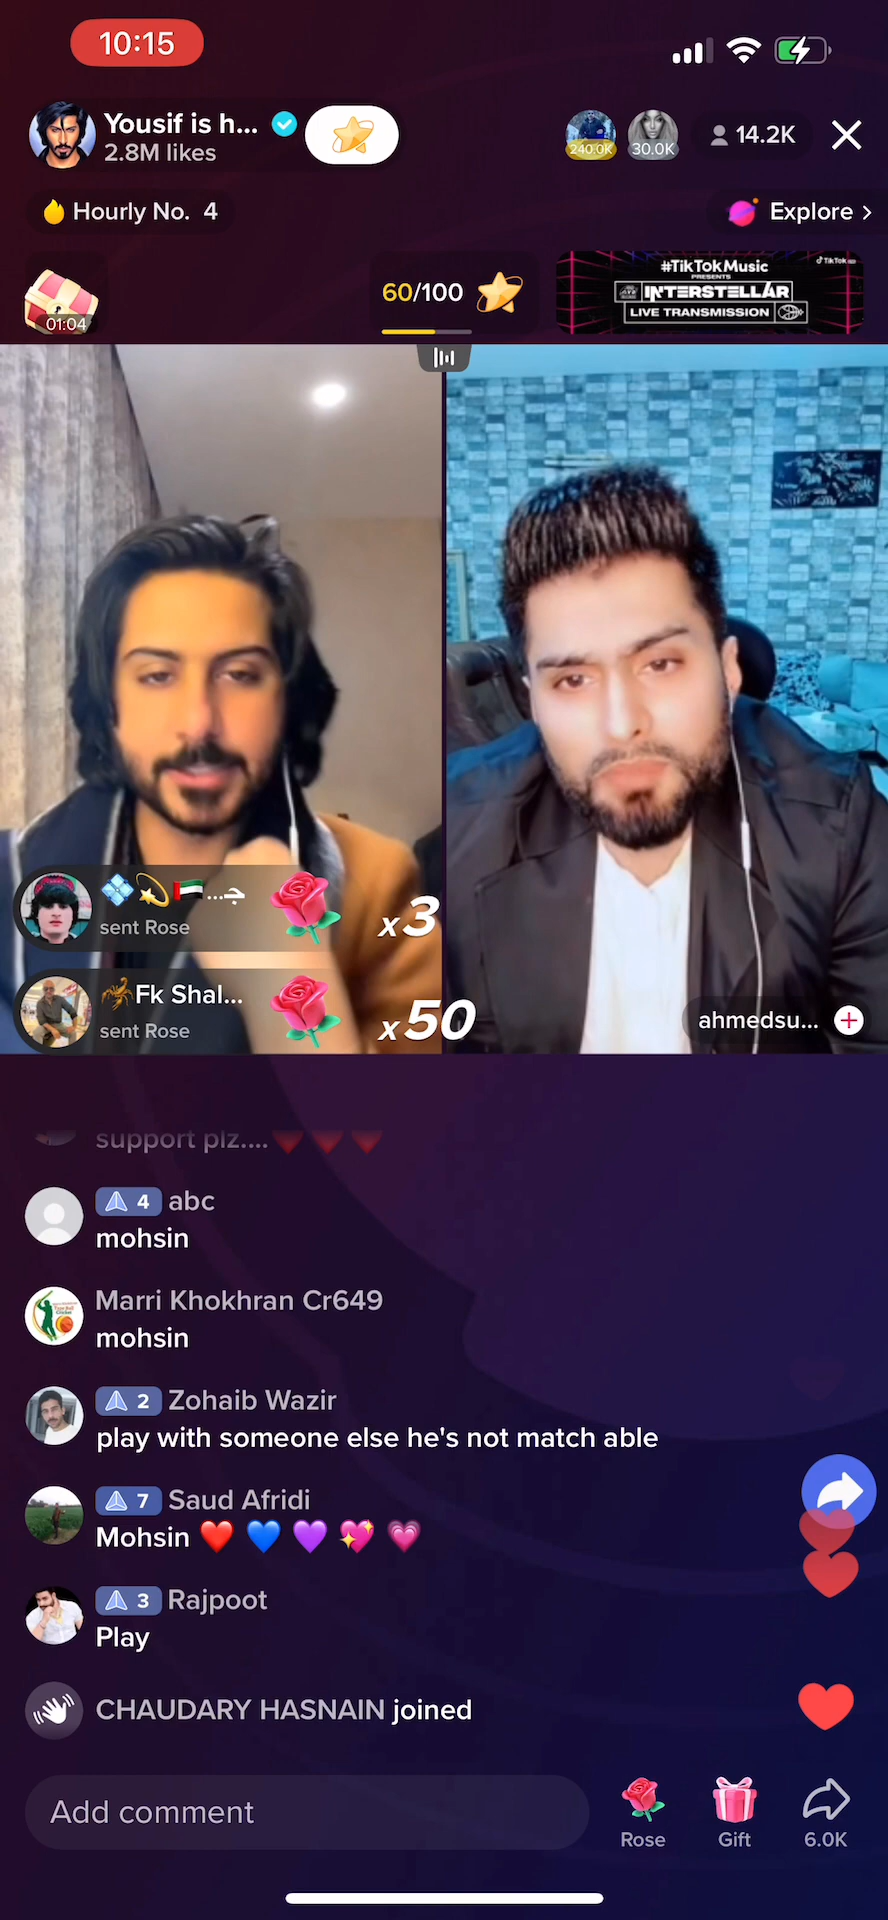 10:15
Yousif is h...
2.8M likes
240.0K
30.0K
14.2K
Hourly No. 4
Explore >
01:04
60/100
#TikTokMusic
TikTok
PRESENTS
INTERSTELLAR
LIVE TRANSMISSION
...جـ
sent Rose
x3
Fk Shal...
sent Rose
x50
ahmedsu...
support plz....
4 abc
mohsin
Marri Khokhran Cr649
mohsin
2 Zohaib Wazir
play with someone else he's not match able
7 Saud Afridi
Mohsin ❤️ 💙 💜 💖 💗
3 Rajpoot
Play
CHAUDARY HASNAIN joined
Add comment
Rose
Gift
6.0K